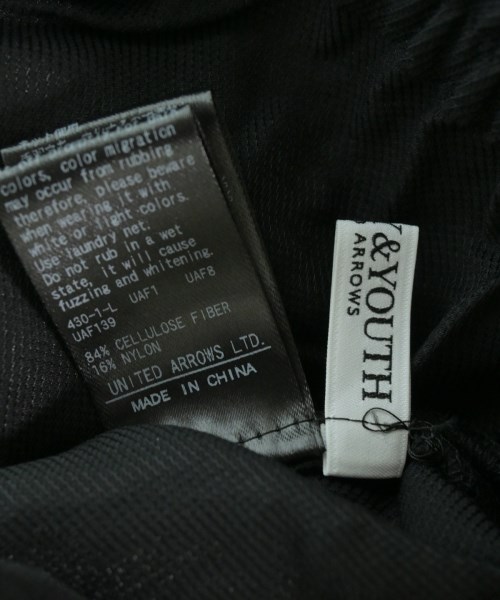 colors, color migration
may occur from rubbing
therefore, please beware
when wearing it with
white or light colors.
Use laundry net.
Do not rub in a wet
state, it will cause
fuzzing and whitening.
430-1-L UAF1 UAF8
UAF139
84% CELLULOSE FIBER
16% NYLON
UNITED ARROWS LTD.
MADE IN CHINA
&YOUTH
ARROWS